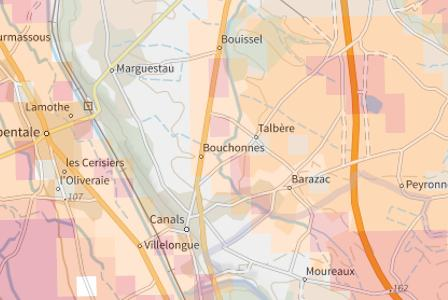 Bouissel
urmassous
Marguestau
Lamothe
pentale
Talbère
Bouchonnes
les Cerisiers
l'Oliveraie
Barazac
Peyronn
107
Canals
Villelongue
Moureaux
162